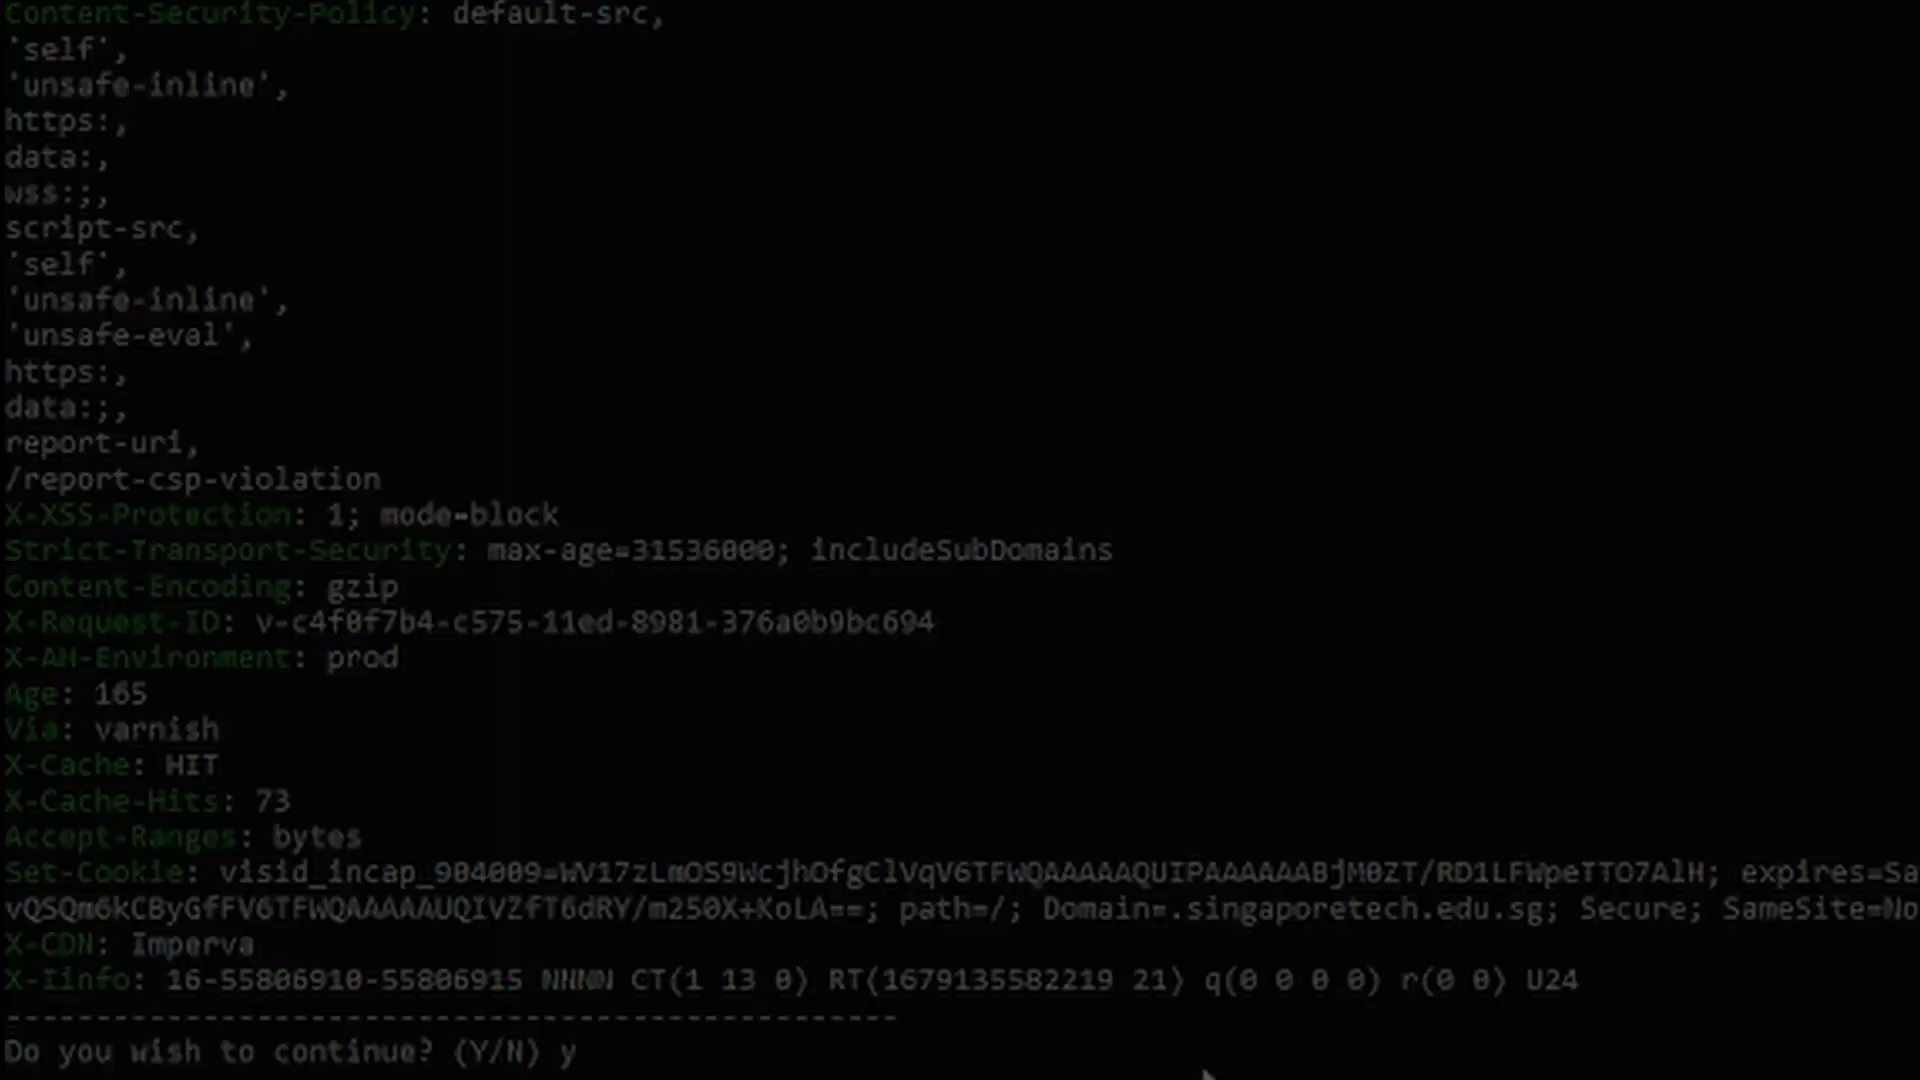 Content-Security-Policy: default-src,
'self',
'unsafe-inline',
https:,
data:,
wss:;,
script-src,
'self',
'unsafe-inline',
'unsafe-eval',
https:,
data:;,
report-uri,
/report-csp-violation
X-XSS-Protection: 1; mode=block
Strict-Transport-Security: max-age=31536000; includeSubDomains
Content-Encoding: gzip
X-Request-ID: v-c4f0f7b4-c575-11ed-8981-376a0b9bc694
X-AH-Environment: prod
Age: 165
Via: varnish
X-Cache: HIT
X-Cache-Hits: 73
Accept-Ranges: bytes
Set-Cookie: visid_incap_904009=WV17zLmOS9WcjhOfgClVqV6TFWQAAAAAQUIPAAAAAABjM0ZT/RD1LFWpeTTO7AlH; expires=Sa
vQSQm6kCByGfFV6TFWQAAAAAUQIVZfT6dRY/m250X+KoLA==; path=/; Domain=.singaporetech.edu.sg; Secure; SameSite=No
X-CDN: Imperva
X-Iinfo: 16-55806910-55806915 NNNN CT(1 13 0) RT(1679135582219 21) q(0 0 0 0) r(0 0) U24
--------------------------------------------------
Do you wish to continue? (Y/N) y